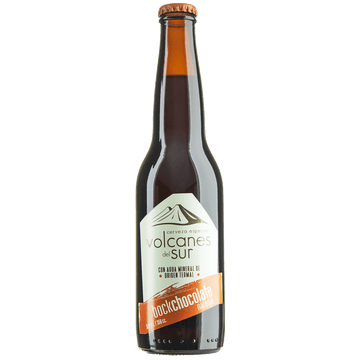 cerveza especial
volcanes
del sur
CON AGUA MINERAL DE
ORIGEN TERMAL
bockchocolate